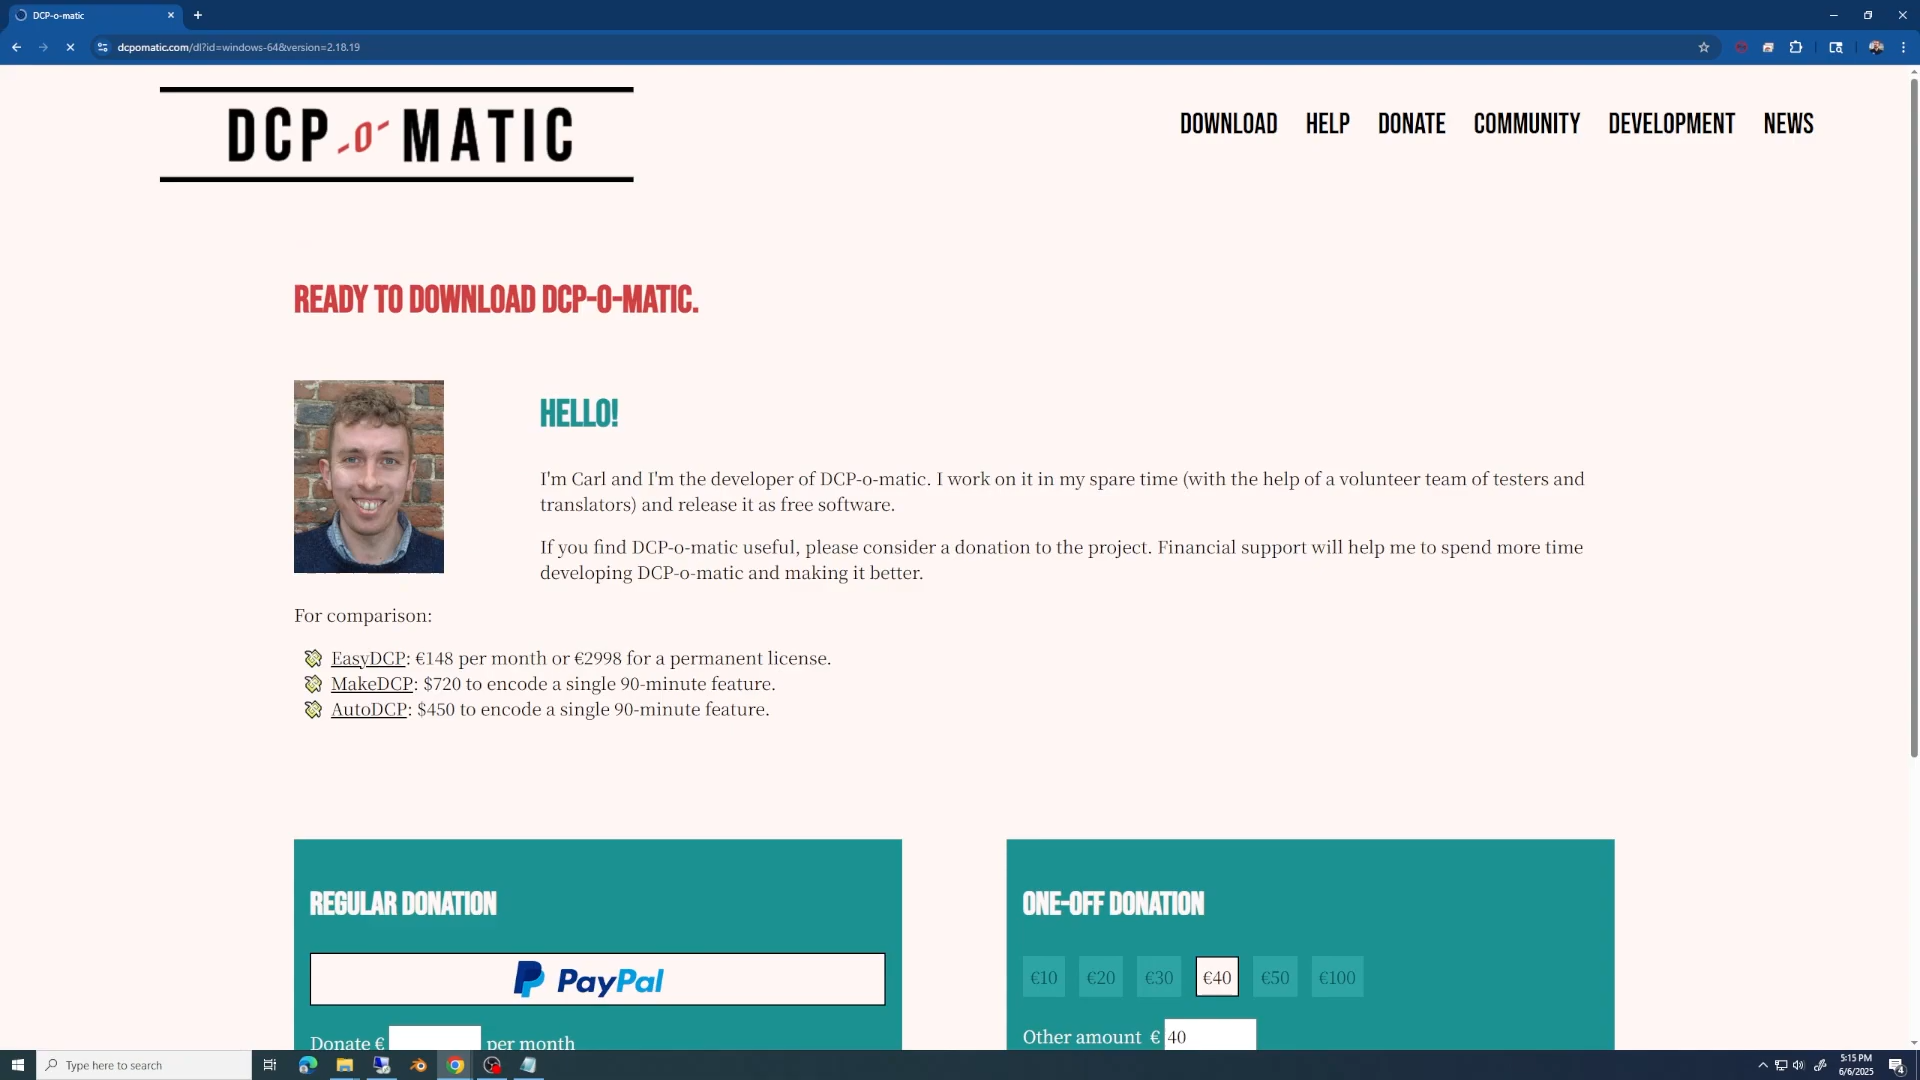 DCP-o-matic
dcpomatic.com/dl?id=windows-64&version=2.18.19
DCP-o-MATIC
DOWNLOAD HELP DONATE COMMUNITY DEVELOPMENT NEWS
READY TO DOWNLOAD DCP-O-MATIC.
HELLO!
I'm Carl and I'm the developer of DCP-o-matic. I work on it in my spare time (with the help of a volunteer team of testers and
translators) and release it as free software.
If you find DCP-o-matic useful, please consider a donation to the project. Financial support will help me to spend more time
developing DCP-o-matic and making it better.
For comparison:
EasyDCP: €148 per month or €2998 for a permanent license.
MakeDCP: $720 to encode a single 90-minute feature.
AutoDCP: $450 to encode a single 90-minute feature.
REGULAR DONATION
PayPal
Donate € per month
ONE-OFF DONATION
€10 €20 €30 €40 €50 €100
Other amount € 40
Type here to search
5:15 PM
6/6/2025
4